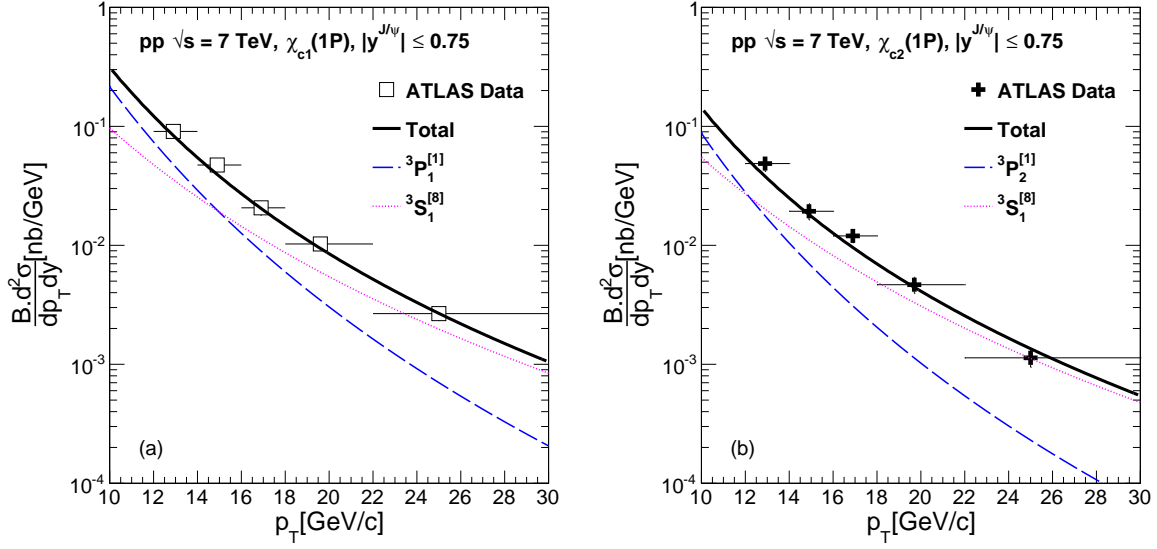 pp √s = 7 TeV, χc1(1P), |y^J/ψ| ≤ 0.75
ATLAS Data
Total
³P₁^[1]
³S₁^[8]
B.d²σ/dp_T dy [nb/GeV]
1
10⁻¹
10⁻²
10⁻³
10⁻⁴
(a)
10 12 14 16 18 20 22 24 26 28 30
p_T[GeV/c]
pp √s = 7 TeV, χc2(1P), |y^J/ψ| ≤ 0.75
ATLAS Data
Total
³P₂^[1]
³S₁^[8]
B.d²σ/dp_T dy [nb/GeV]
1
10⁻¹
10⁻²
10⁻³
10⁻⁴
(b)
10 12 14 16 18 20 22 24 26 28 30
p_T[GeV/c]